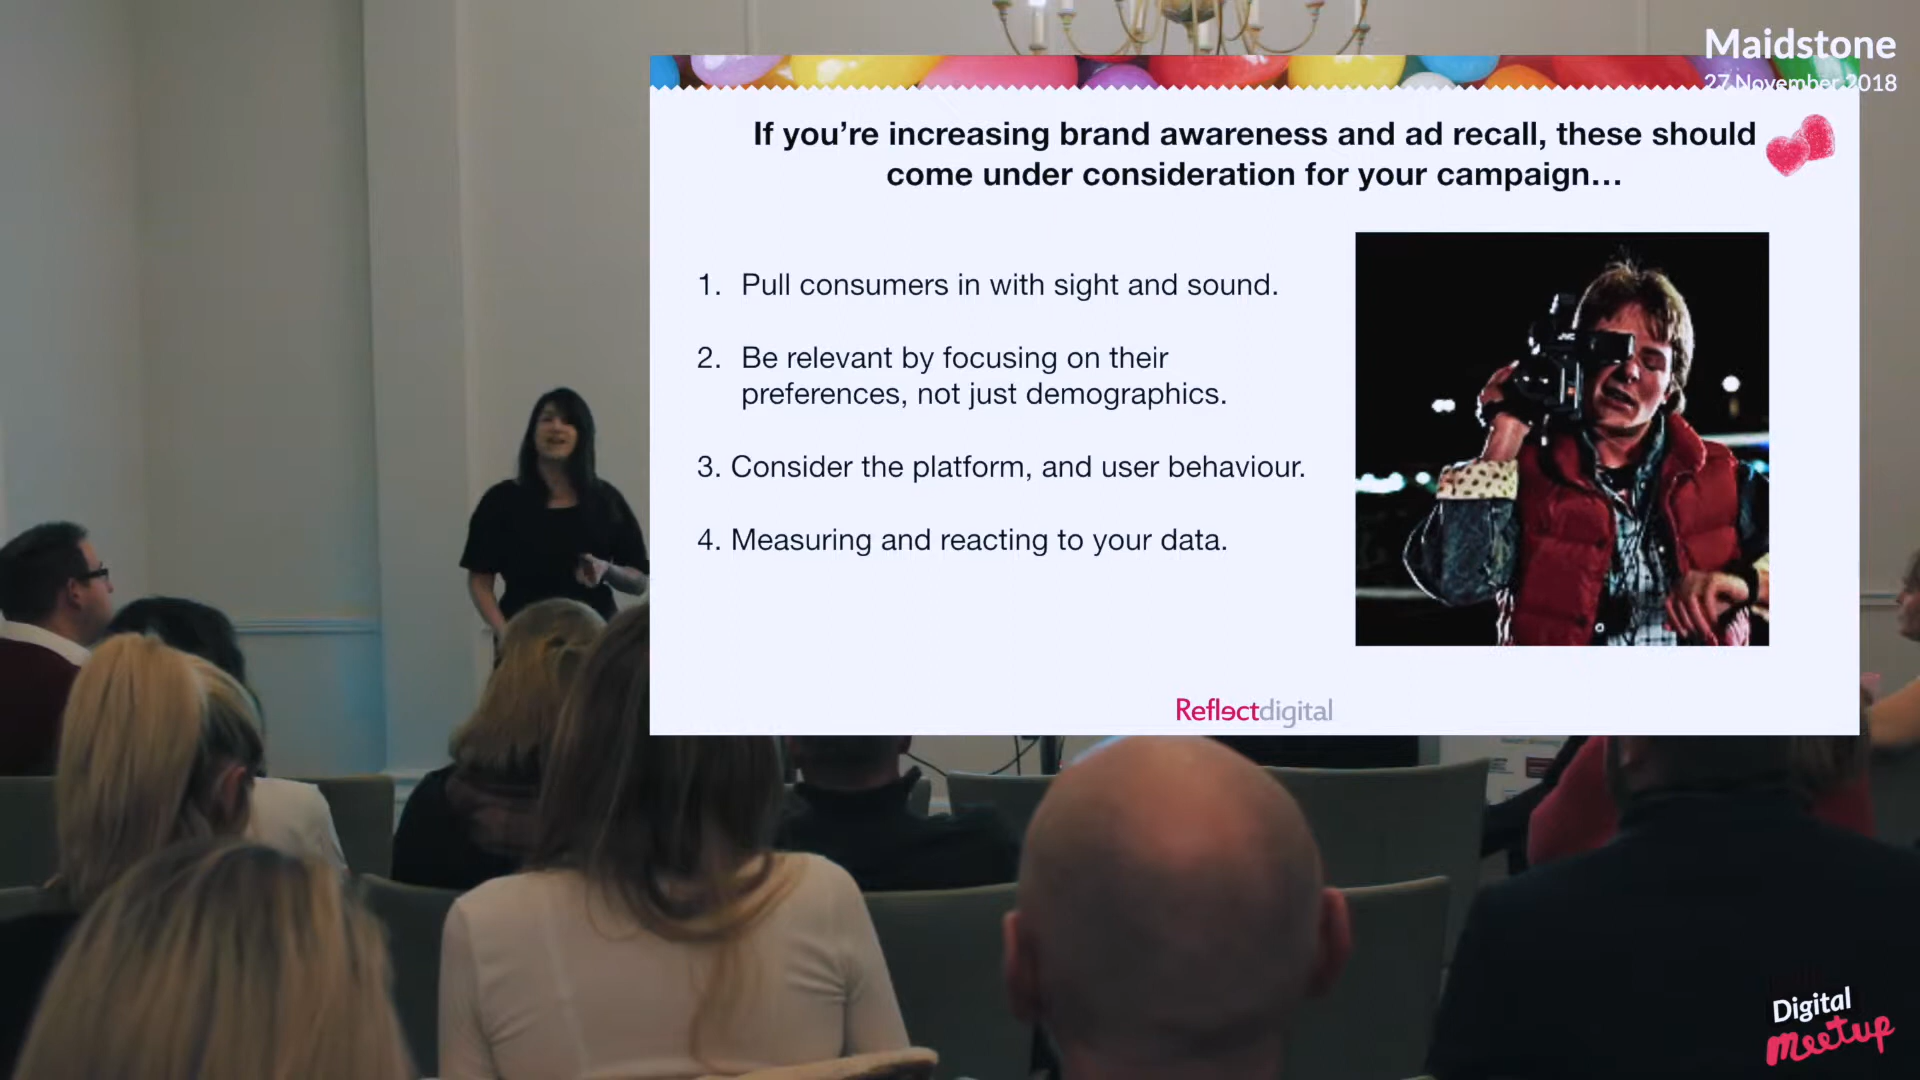 Maidstone
27 November 2018
If you're increasing brand awareness and ad recall, these should
come under consideration for your campaign...
1. Pull consumers in with sight and sound.
2. Be relevant by focusing on their
preferences, not just demographics.
3. Consider the platform, and user behaviour.
4. Measuring and reacting to your data.
Reflectdigital
Digital
meetup